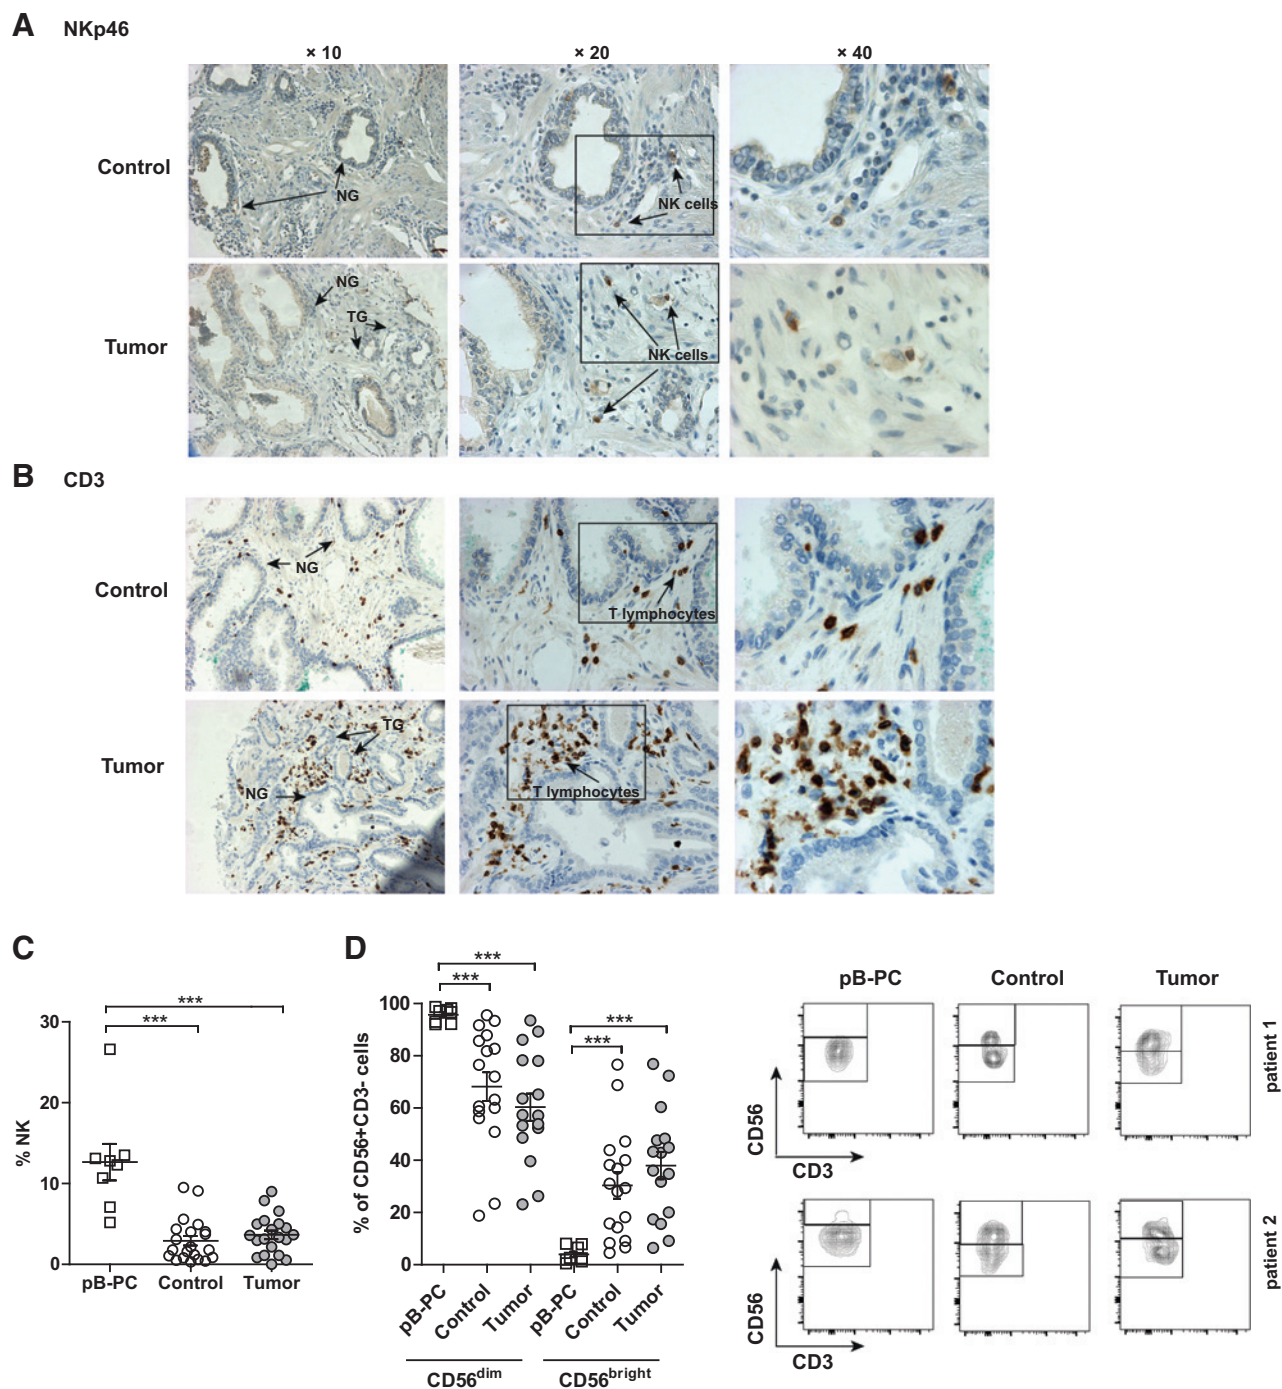 A NKp46
× 10 × 20 × 40
Control
NG
NK cells
Tumor
NG
TG
NK cells
B CD3
Control
NG
T lymphocytes
Tumor
TG
NG
T lymphocytes
C
% NK
30
20
10
0
*** 
***
pB-PC Control Tumor
D
% of CD56+CD3- cells
100
80
60
40
20
0
***
***
***
***
pB-PC Control Tumor pB-PC Control Tumor
CD56dim CD56bright
pB-PC Control Tumor
patient 1
CD56
CD3
patient 2
CD56
CD3